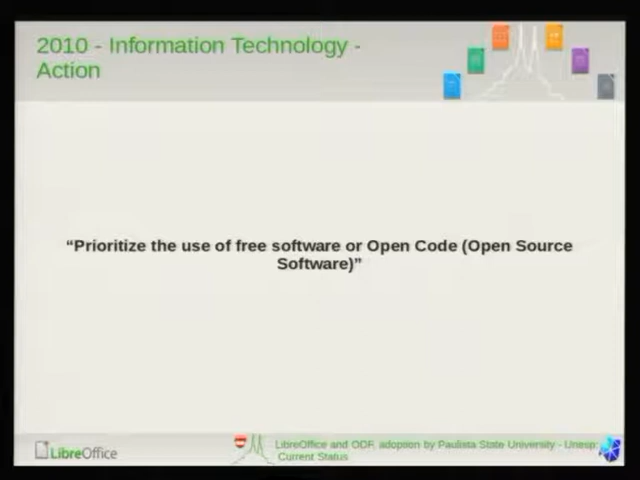 2010 - Information Technology -
Action
“Prioritize the use of free software or Open Code (Open Source
Software)”
LibreOffice
LibreOffice and ODF adoption by Paulista State University - Unesp:
Current Status